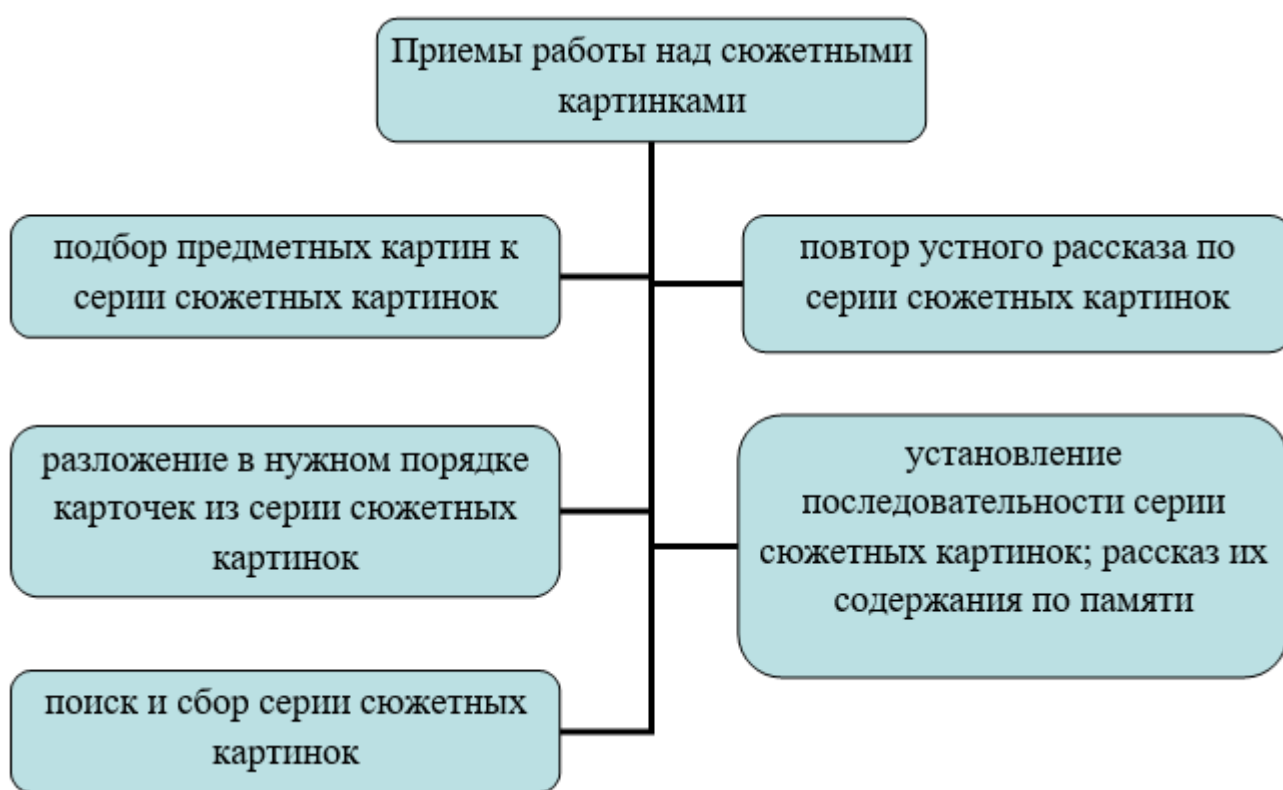 Приемы работы над сюжетными
картинками
подбор предметных картин к
серии сюжетных картинок
повтор устного рассказа по
серии сюжетных картинок
разложение в нужном порядке
карточек из серии сюжетных
картинок
установление
последовательности серии
сюжетных картинок; рассказ их
содержания по памяти
поиск и сбор серии сюжетных
картинок